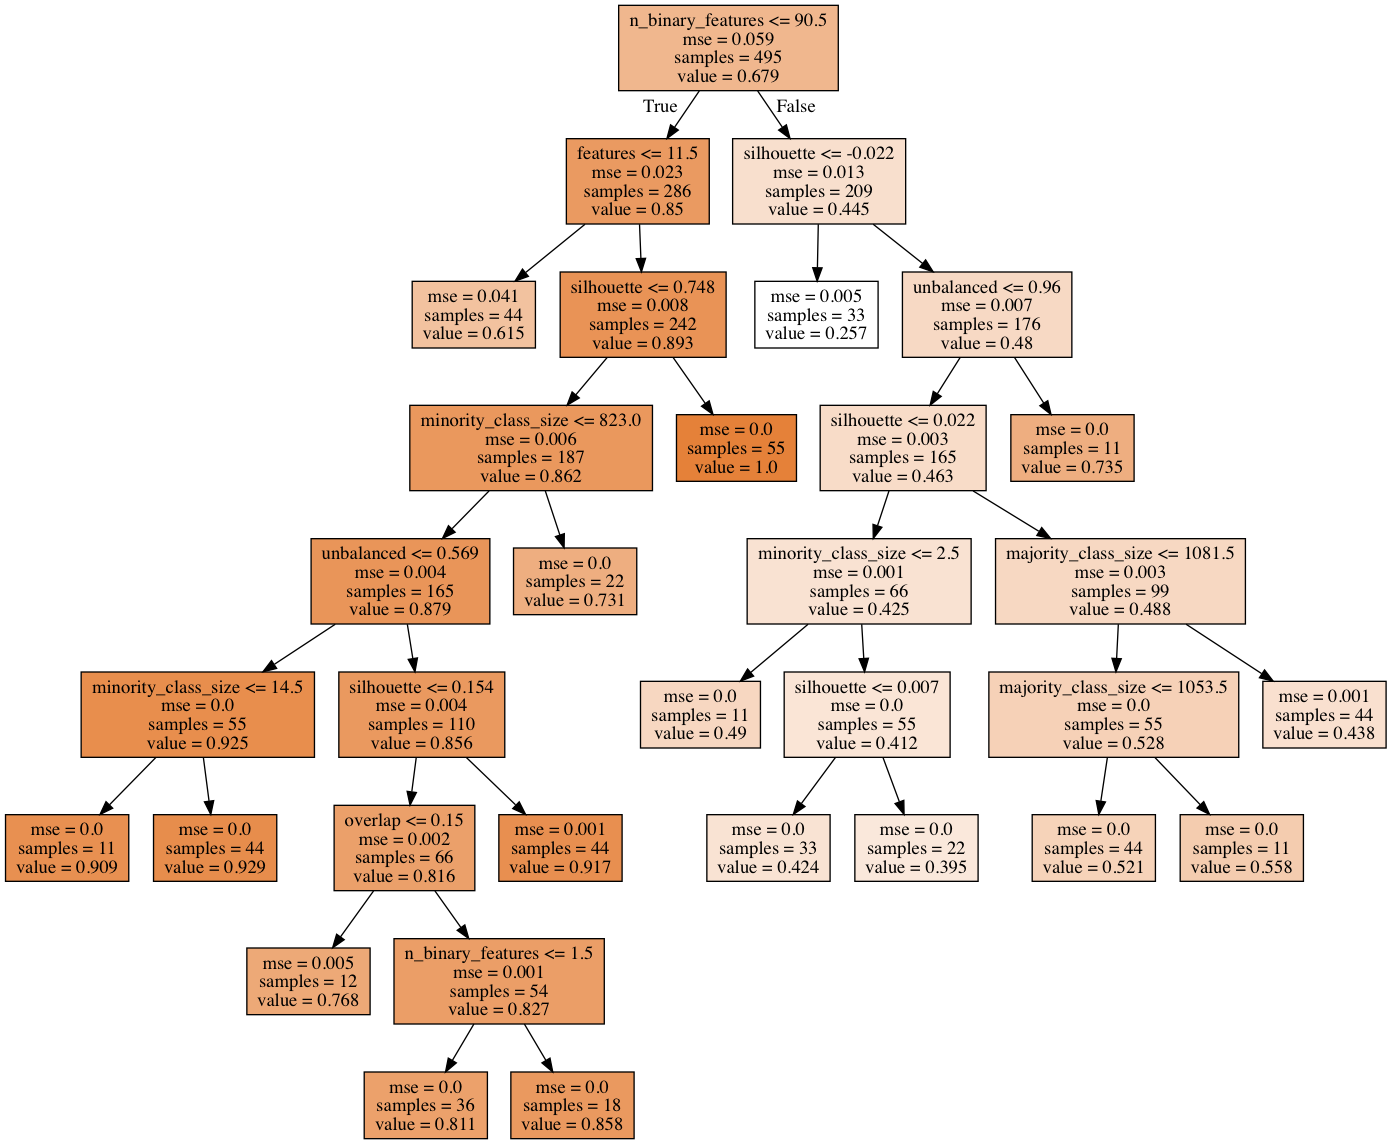 n_binary_features <= 90.5
mse = 0.059
samples = 495
value = 0.679
True
False
features <= 11.5
mse = 0.023
samples = 286
value = 0.85
silhouette <= -0.022
mse = 0.013
samples = 209
value = 0.445
mse = 0.041
samples = 44
value = 0.615
silhouette <= 0.748
mse = 0.008
samples = 242
value = 0.893
mse = 0.005
samples = 33
value = 0.257
unbalanced <= 0.96
mse = 0.007
samples = 176
value = 0.48
minority_class_size <= 823.0
mse = 0.006
samples = 187
value = 0.862
mse = 0.0
samples = 55
value = 1.0
silhouette <= 0.022
mse = 0.003
samples = 165
value = 0.463
mse = 0.0
samples = 11
value = 0.735
unbalanced <= 0.569
mse = 0.004
samples = 165
value = 0.879
mse = 0.0
samples = 22
value = 0.731
minority_class_size <= 2.5
mse = 0.001
samples = 66
value = 0.425
majority_class_size <= 1081.5
mse = 0.003
samples = 99
value = 0.488
minority_class_size <= 14.5
mse = 0.0
samples = 55
value = 0.925
silhouette <= 0.154
mse = 0.004
samples = 110
value = 0.856
mse = 0.0
samples = 11
value = 0.49
silhouette <= 0.007
mse = 0.0
samples = 55
value = 0.412
majority_class_size <= 1053.5
mse = 0.0
samples = 55
value = 0.528
mse = 0.001
samples = 44
value = 0.438
mse = 0.0
samples = 11
value = 0.909
mse = 0.0
samples = 44
value = 0.929
overlap <= 0.15
mse = 0.002
samples = 66
value = 0.816
mse = 0.001
samples = 44
value = 0.917
mse = 0.0
samples = 33
value = 0.424
mse = 0.0
samples = 22
value = 0.395
mse = 0.0
samples = 44
value = 0.521
mse = 0.0
samples = 11
value = 0.558
mse = 0.005
samples = 12
value = 0.768
n_binary_features <= 1.5
mse = 0.001
samples = 54
value = 0.827
mse = 0.0
samples = 36
value = 0.811
mse = 0.0
samples = 18
value = 0.858